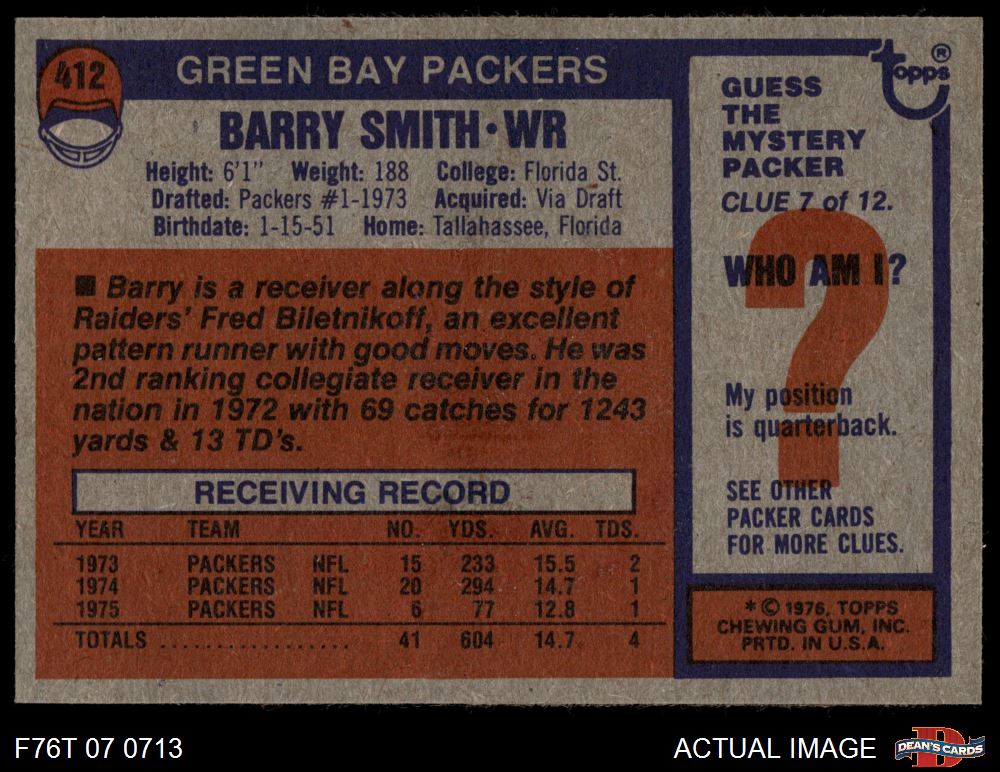 412
GREEN BAY PACKERS
BARRY SMITH • WR
Height: 6'1" Weight: 188 College: Florida St.
Drafted: Packers #1-1973 Acquired: Via Draft
Birthdate: 1-15-51 Home: Tallahassee, Florida
■ Barry is a receiver along the style of
Raiders' Fred Biletnikoff, an excellent
pattern runner with good moves. He was
2nd ranking collegiate receiver in the
nation in 1972 with 69 catches for 1243
yards & 13 TD's.
RECEIVING RECORD
YEAR TEAM NO. YDS. AVG. TDS.
1973 PACKERS NFL 15 233 15.5 2
1974 PACKERS NFL 20 294 14.7 1
1975 PACKERS NFL 6 77 12.8 1
TOTALS .................. 41 604 14.7 4
topps ®
GUESS
THE
MYSTERY
PACKER
CLUE 7 of 12.
WHO AM I?
?
My position
is quarterback.
SEE OTHER
PACKER CARDS
FOR MORE CLUES.
* © 1976, TOPPS
CHEWING GUM, INC.
PRTD. IN U.S.A.
F76T 07 0713
ACTUAL IMAGE
D
DEAN'S CARDS